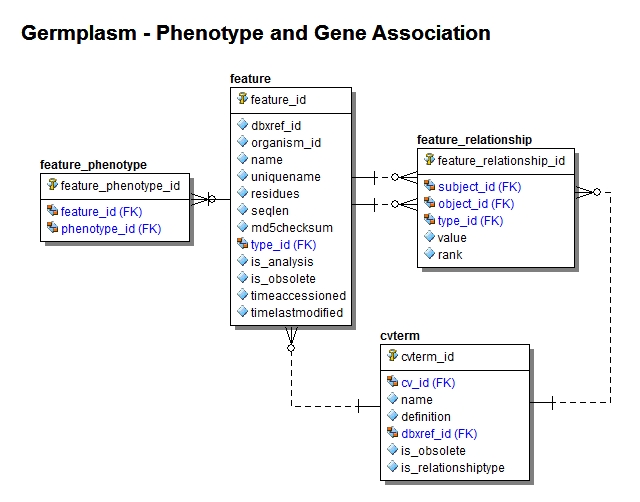 Germplasm - Phenotype and Gene Association
feature
feature_id
dbxref_id
organism_id
name
uniquename
residues
seqlen
md5checksum
type_id (FK)
is_analysis
is_obsolete
timeaccessioned
timelastmodified
feature_phenotype
feature_phenotype_id
feature_id (FK)
phenotype_id (FK)
feature_relationship
feature_relationship_id
subject_id (FK)
object_id (FK)
type_id (FK)
value
rank
cvterm
cvterm_id
cv_id (FK)
name
definition
dbxref_id (FK)
is_obsolete
is_relationshiptype